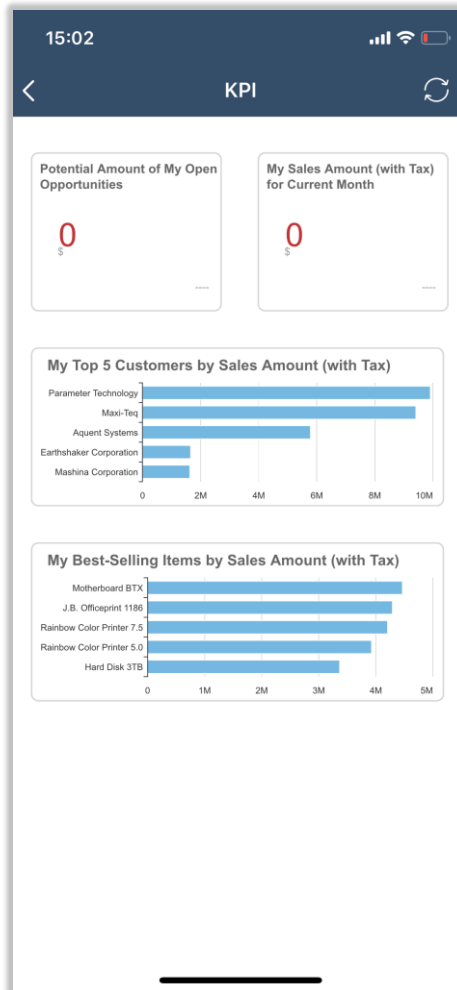 15:02
KPI
Potential Amount of My Open
Opportunities
0
$
----
My Sales Amount (with Tax)
for Current Month
0
$
----
My Top 5 Customers by Sales Amount (with Tax)
Parameter Technology
Maxi-Teq
Aquent Systems
Earthshaker Corporation
Mashina Corporation
0 2M 4M 6M 8M 10M
My Best-Selling Items by Sales Amount (with Tax)
Motherboard BTX
J.B. Officeprint 1186
Rainbow Color Printer 7.5
Rainbow Color Printer 5.0
Hard Disk 3TB
0 1M 2M 3M 4M 5M